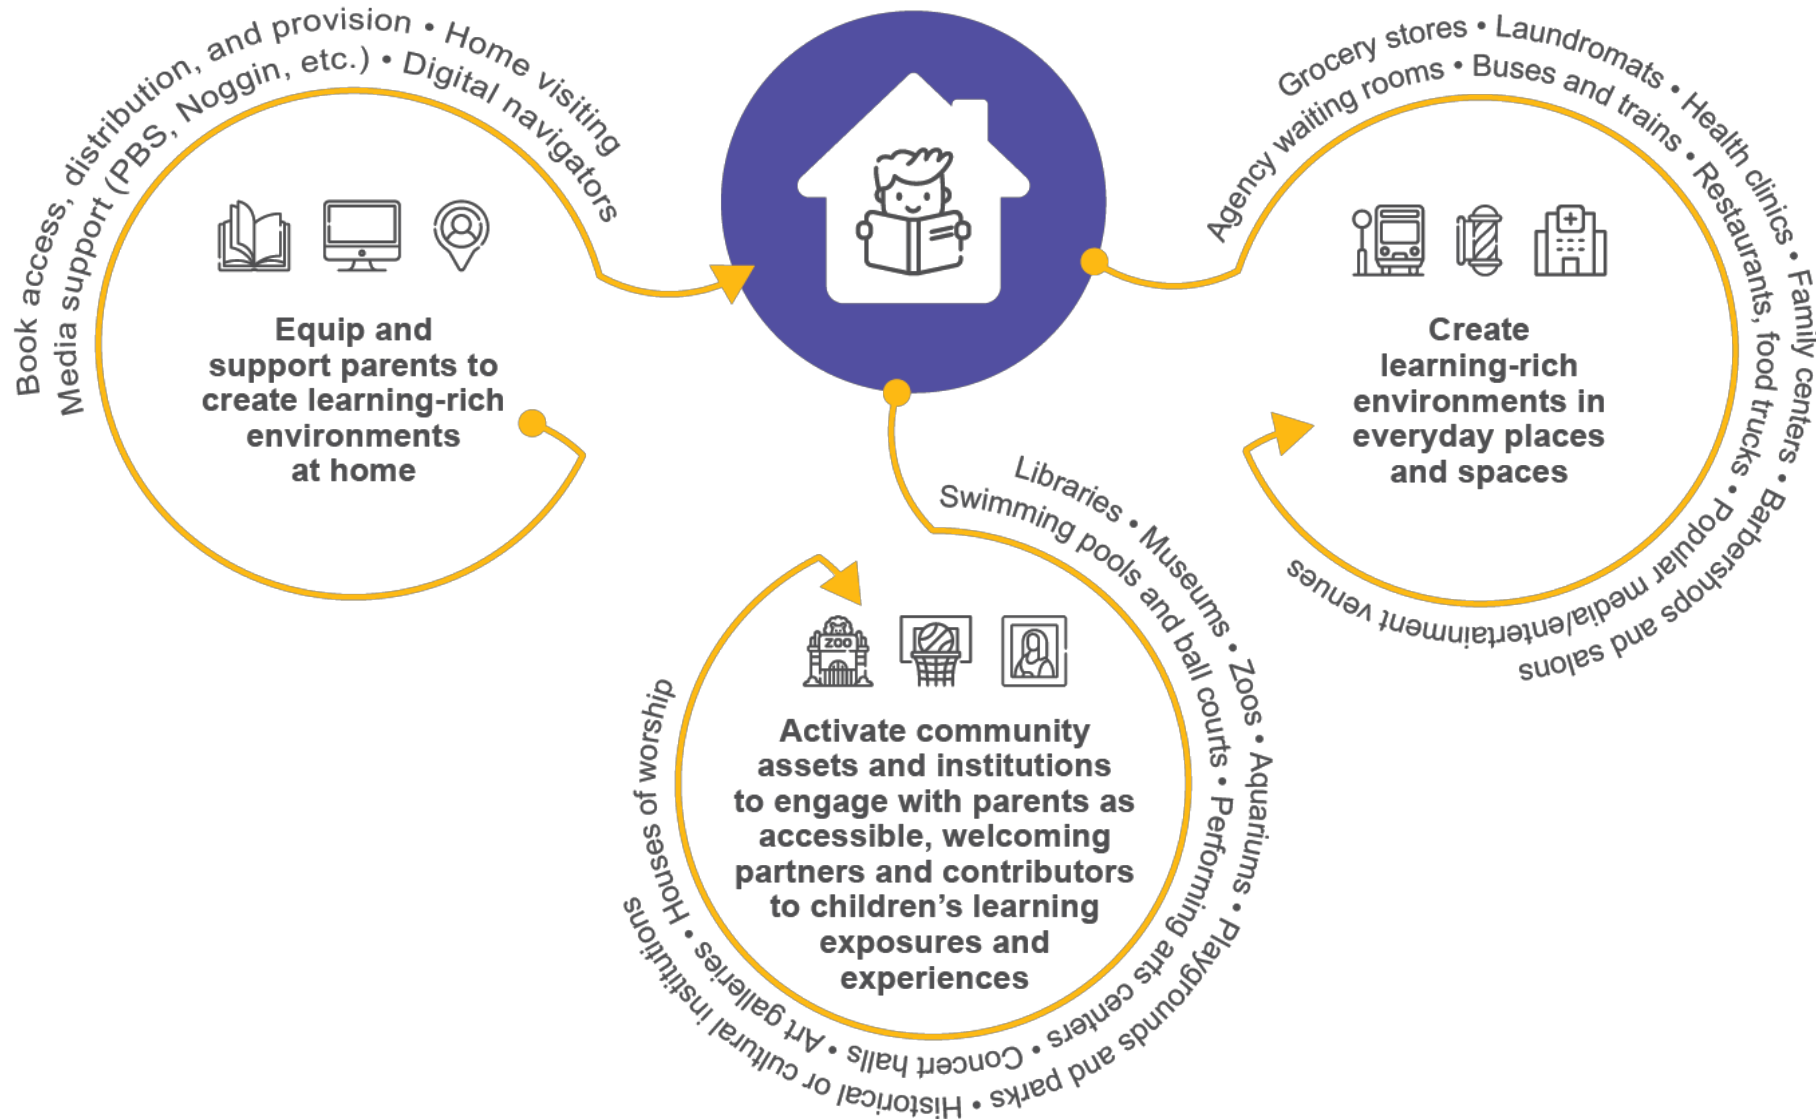 Book access, distribution, and provision • Home visiting
Media support (PBS, Noggin, etc.) • Digital navigators
Equip and
support parents to
create learning-rich
environments
at home
Grocery stores • Laundromats • Health clinics • Family centers • Barbershops and salons
Agency waiting rooms • Buses and trains • Restaurants, food trucks • Popular media/entertainment venues
Create
learning-rich
environments in
everyday places
and spaces
Libraries • Museums • Zoos • Aquariums • Playgrounds and parks • Historical or cultural institutions
Swimming pools and ball courts • Performing arts centers • Concert halls • Art galleries • Houses of worship
ZOO
Activate community
assets and institutions
to engage with parents as
accessible, welcoming
partners and contributors
to children’s learning
exposures and
experiences